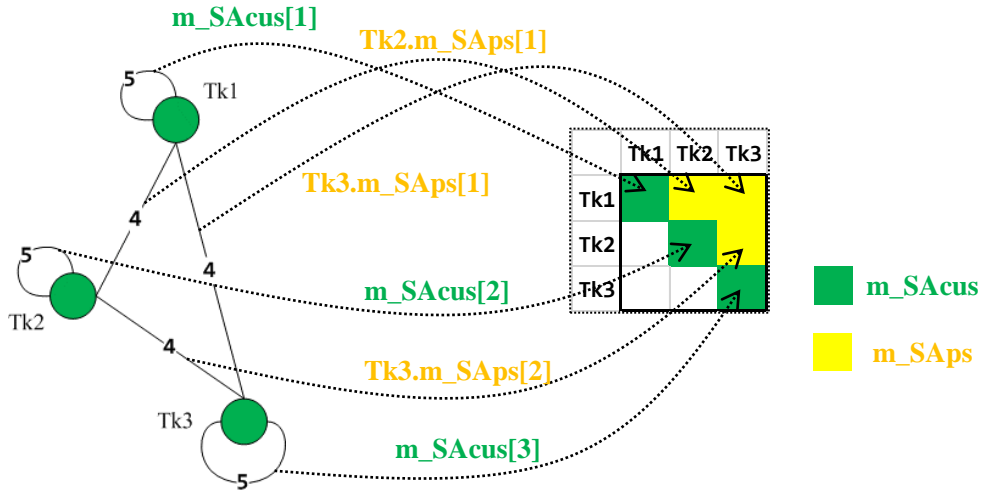 m_SAcus[1]
Tk2.m_SAps[1]
5
Tk1
Tk1 Tk2 Tk3
Tk3.m_SAps[1]
Tk1
4
Tk2
5
4
m_SAcus[2]
Tk3
m_SAcus
Tk2
4
m_SAps
Tk3.m_SAps[2]
Tk3
m_SAcus[3]
5